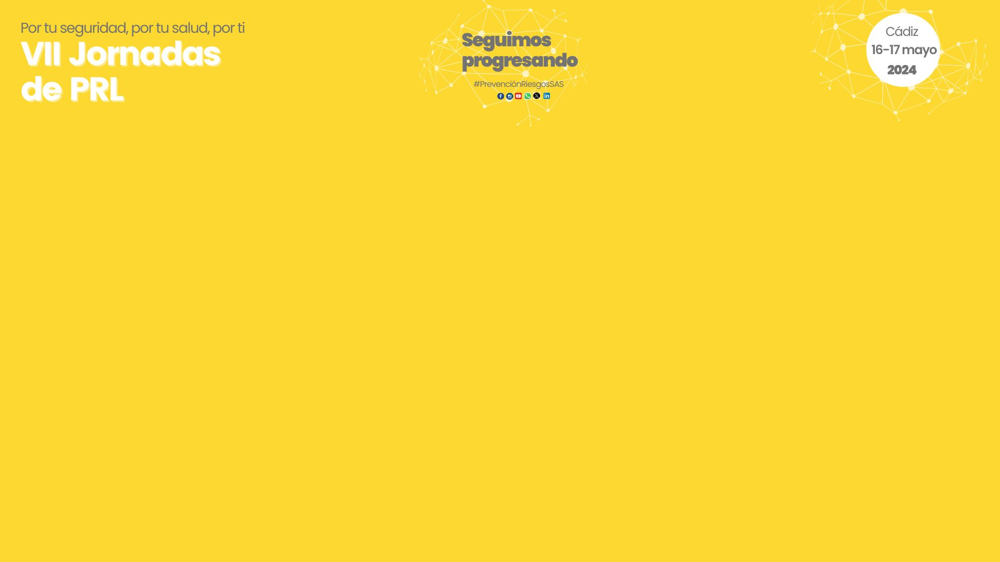 Por tu seguridad, por tu salud, por ti
VII Jornadas
de PRL
Seguimos
progresando
#PrevenciónRiesgosSAS
Cádiz
16-17 mayo
2024